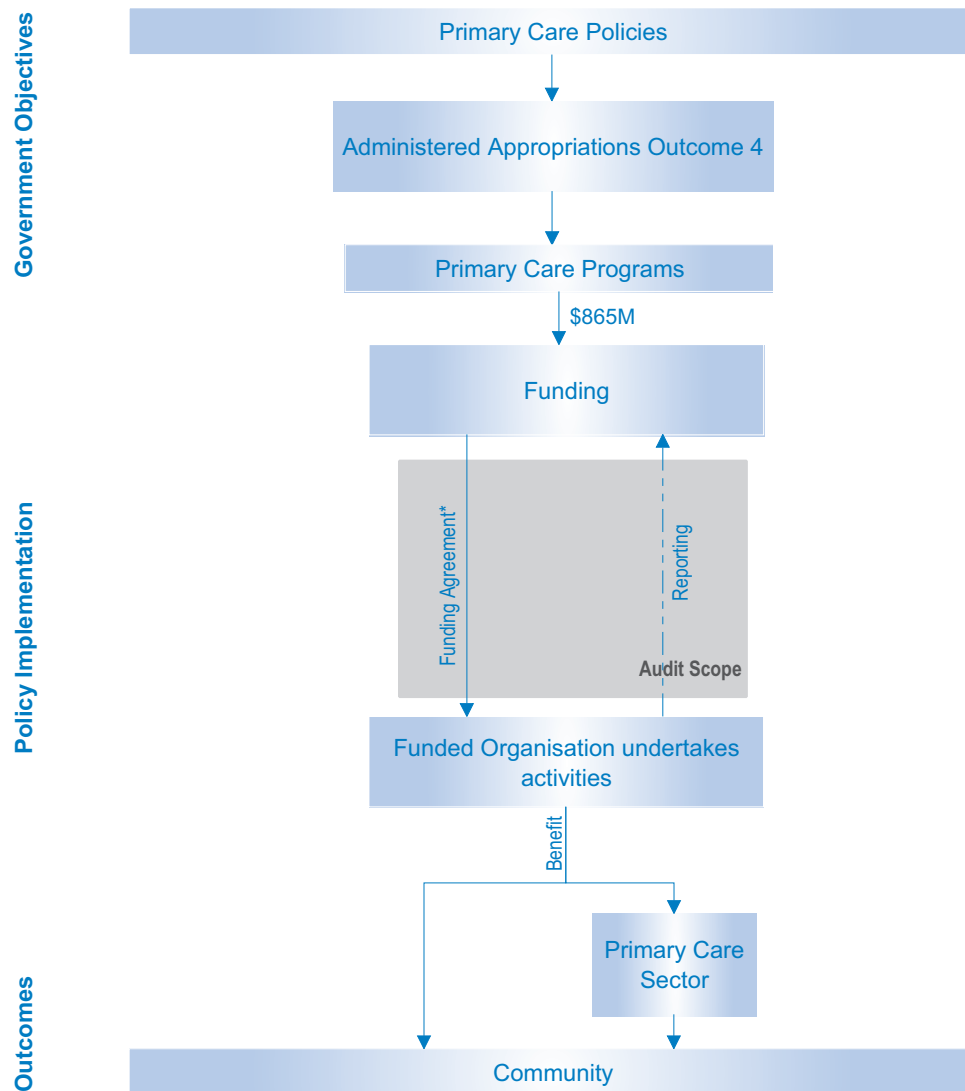 Government Objectives
Primary Care Policies
Administered Appropriations Outcome 4
Primary Care Programs
$865M
Funding
Policy Implementation
Funding Agreement*
Reporting
Audit Scope
Funded Organisation undertakes
activities
Benefit
Outcomes
Primary Care
Sector
Community